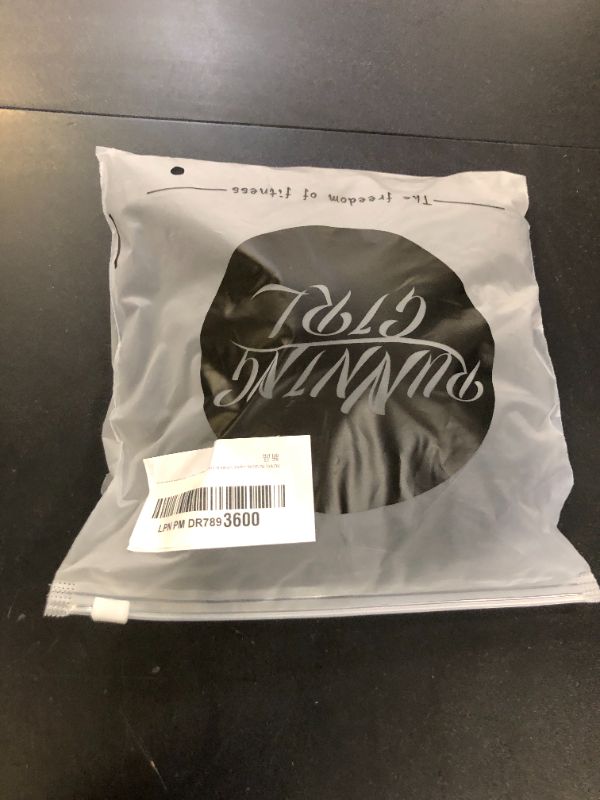 The freedom of fitness
RUNNING
GIRL
LPN PM DR789 3600